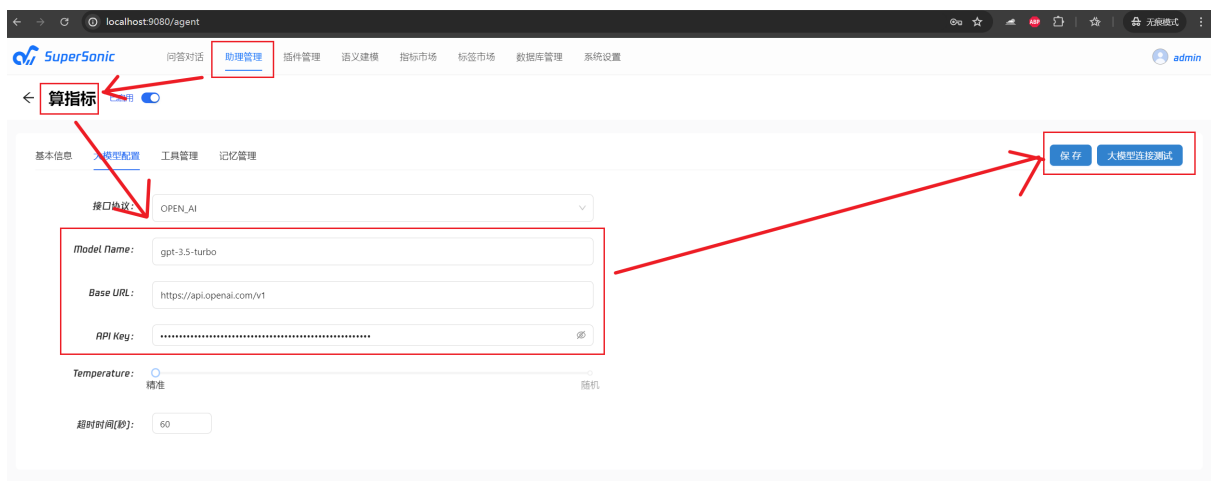 localhost:9080/agent
ABP
无痕模式
SuperSonic 问答对话 助理管理 插件管理 语义建模 指标市场 标签市场 数据库管理 系统设置 admin
算指标
基本信息 大模型配置 工具管理 记忆管理 保存 大模型连接测试
接口协议: OPEN_AI
Model Name: gpt-3.5-turbo
Base URL: https://api.openai.com/v1
API Key: ••••••••••••••••••••••••••••••••••••••••••••••••••••
Temperature:
精准 随机
超时时间(秒): 60